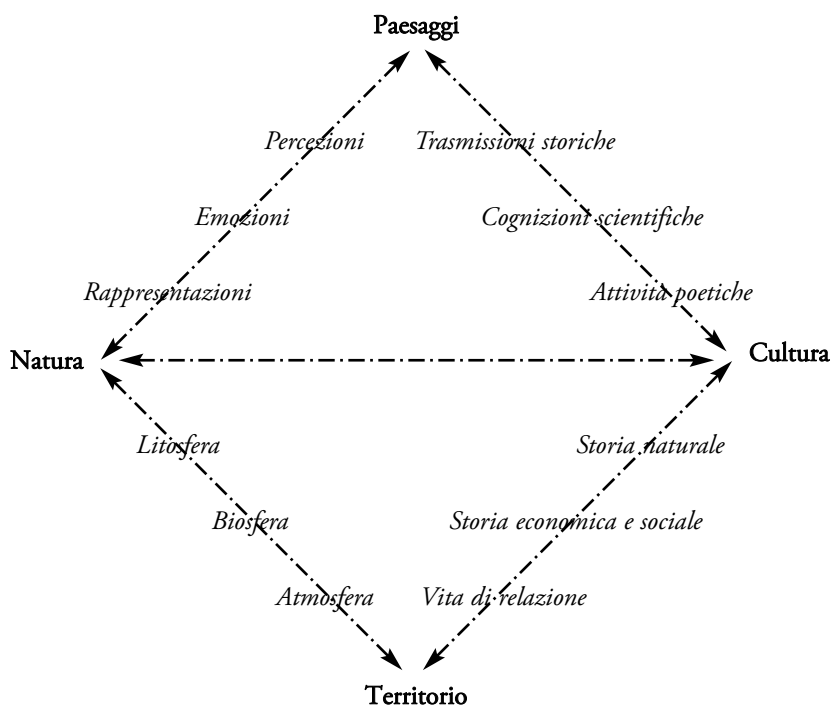 Paesaggi
Percezioni
Trasmissioni storiche
Emozioni
Cognizioni scientifiche
Rappresentazioni
Attività poetiche
Natura
Cultura
Litosfera
Storia naturale
Biosfera
Storia economica e sociale
Atmosfera
Vita di relazione
Territorio